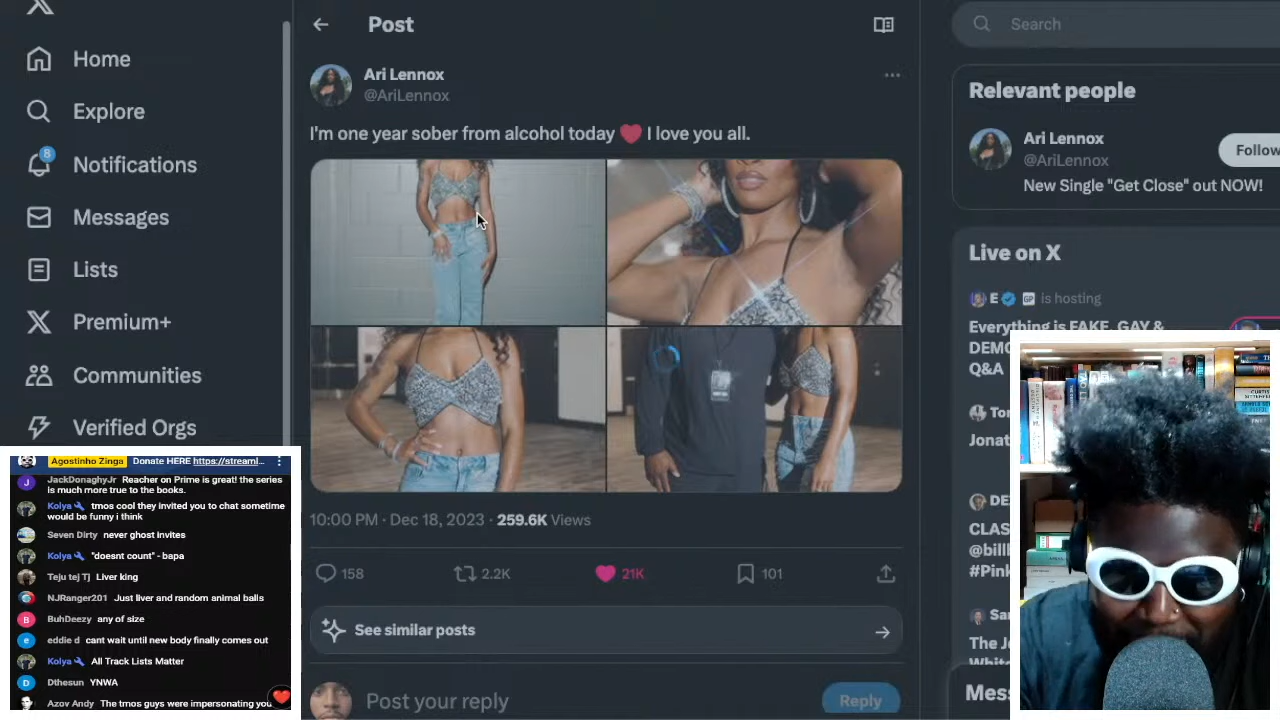 Home
Explore
8
Notifications
Messages
Lists
Premium+
Communities
Verified Orgs
Post
Ari Lennox
@AriLennox
I'm one year sober from alcohol today ❤️ I love you all.
10:00 PM · Dec 18, 2023 · 259.6K Views
158
2.2K
21K
101
See similar posts
Post your reply
Reply
Search
Relevant people
Ari Lennox
@AriLennox
Follow
New Single "Get Close" out NOW!
Live on X
E is hosting
Everything is FAKE, GAY &
Q&A
Jonat
CLAS
@bill
#Pink
The J
Mess
Agostinho Zinga Donate HERE https://streaml...
JackDonaghyJr Reacher on Prime is great! the series
is much more true to the books.
Kolya tmos cool they invited you to chat sometime
would be funny i think
Seven Dirty never ghost invites
Kolya "doesnt count" - bapa
Teju tej Tj Liver king
NJRanger201 Just liver and random animal balls
BuhDeezy any of size
eddie d cant wait until new body finally comes out
Kolya All Track Lists Matter
Dthesun YNWA
Azov Andy The tmos guys were impersonating you